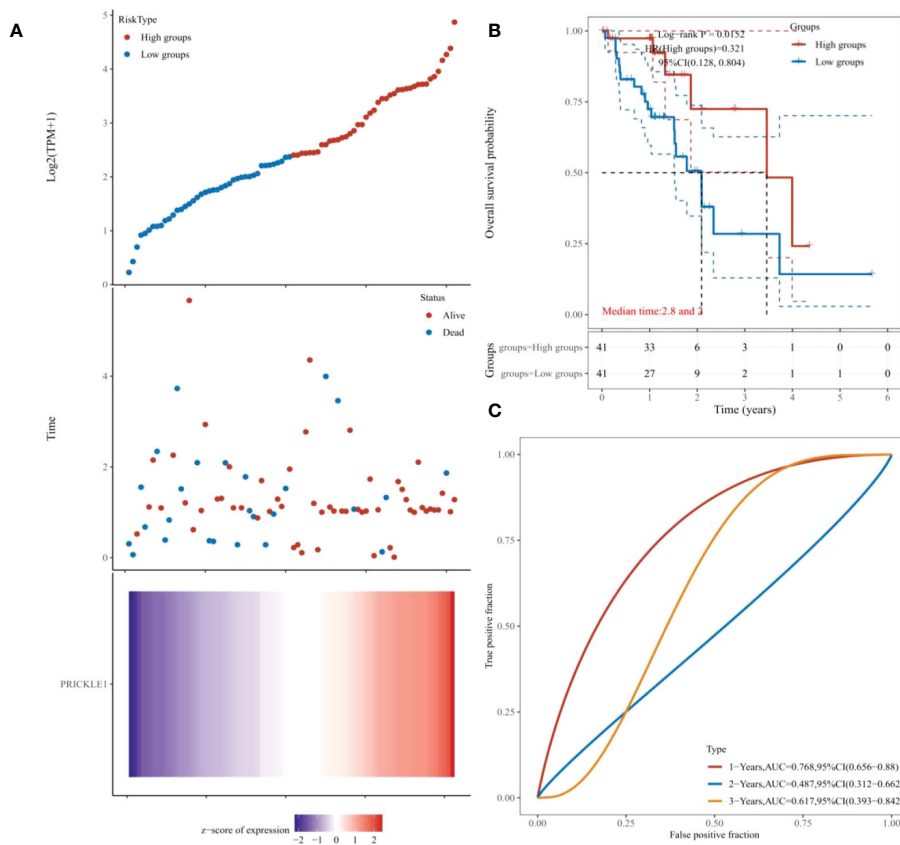 A
RiskType
High groups
Low groups
Log2(TPM+1)
5
4
3
2
1
0
Status
Alive
Dead
Time
4
2
0
PRICKLE1
z−score of expression
−2 −1 0 1 2
B
Log−rank P = 0.0152
HR(High groups)=0.321
95%CI(0.128, 0.804)
Groups
High groups
Low groups
Overall survival probability
1.00
0.75
0.50
0.25
0.00
Median time:2.8 and 2
Groups
groups=High groups 41 33 6 3 1 0 0
groups=Low groups 41 27 9 2 1 1 0
0 1 2 3 4 5 6
Time (years)
C
True positive fraction
1.00
0.75
0.50
0.25
0.00
Type
1−Years,AUC=0.768,95%CI(0.656−0.88)
2−Years,AUC=0.487,95%CI(0.312−0.662
3−Years,AUC=0.617,95%CI(0.393−0.842
0.00 0.25 0.50 0.75 1.00
False positive fraction